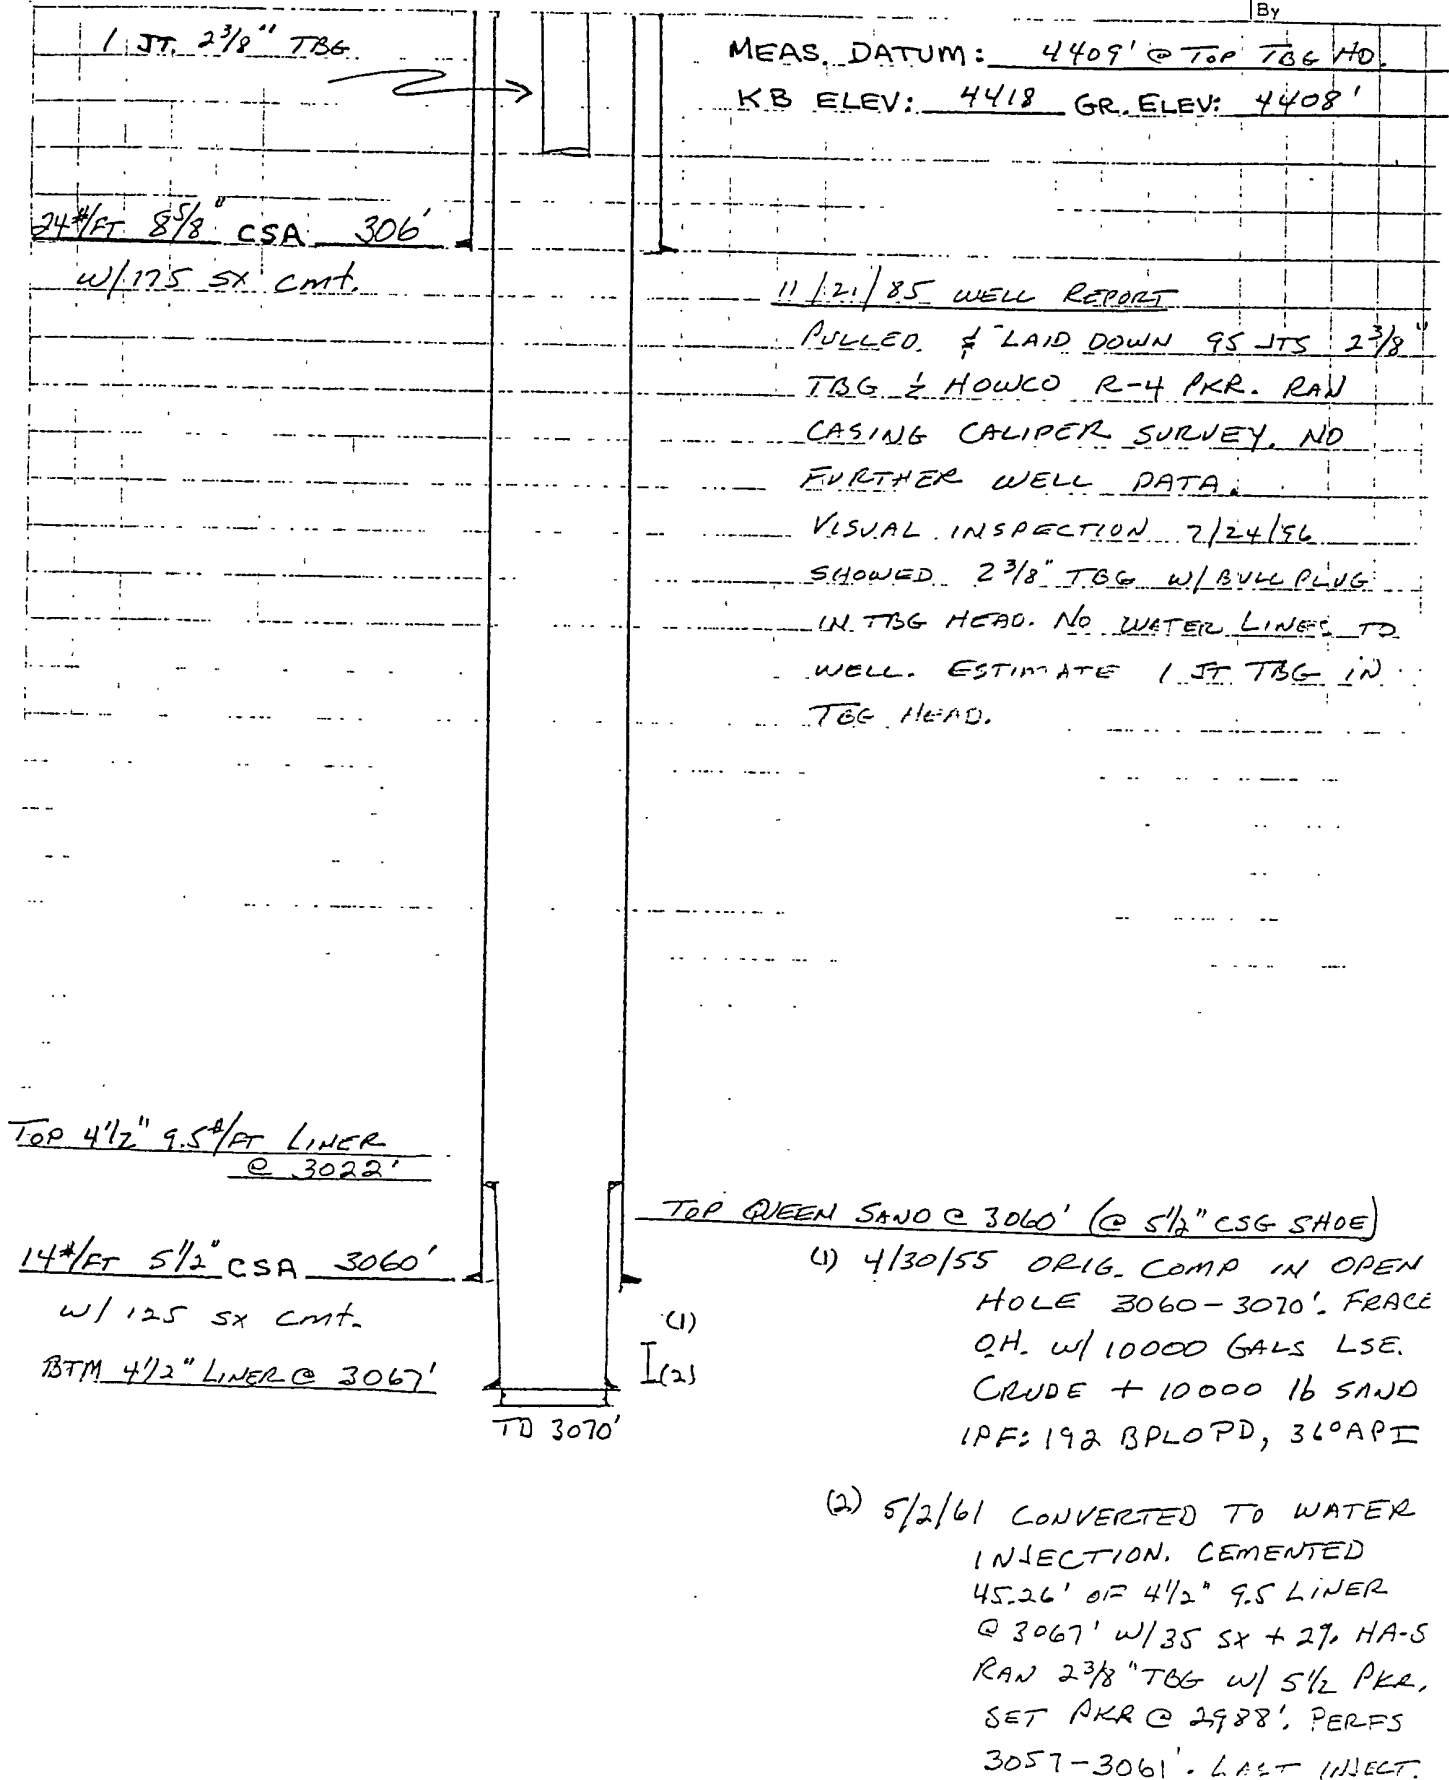 By
1 JT. 2 3/8" TBG
MEAS. DATUM: 4409' @ TOP TBG HD.
KB ELEV: 4418 GR. ELEV: 4408'
24#/FT 8 5/8" CSA 306'
W/175 SX Cmt.
11/21/85 WELL REPORT
PULLED & LAID DOWN 95 JTS 2 3/8"
TBG & HOWCO R-4 PKR. RAN
CASING CALIPER SURVEY. NO
FURTHER WELL DATA.
VISUAL INSPECTION 7/24/96
SHOWED 2 3/8" TBG W/BULL PLUG
IN TBG HEAD. NO WATER LINES TO
WELL. ESTIMATE 1 JT TBG IN
TBG HEAD.
TOP 4 1/2" 9.5#/FT LINER
@ 3022'
TOP QUEEN SAND @ 3060' (@ 5 1/2" CSG SHOE)
14#/FT 5 1/2" CSA 3060'
W/ 125 SX Cmt.
BTM 4 1/2" LINER @ 3067'
(1)
(2)
TD 3070'
(1) 4/30/55 ORIG. COMP IN OPEN
HOLE 3060-3070'. FRACE
O.H. W/ 10000 GALS LSE.
CRUDE + 10000 lb SAND
IPF: 192 BPLOPD, 36° API
(2) 5/2/61 CONVERTED TO WATER
INJECTION. CEMENTED
45.26' OF 4 1/2" 9.5 LINER
@ 3067' W/35 SX + 2% HA-5
RAN 2 3/8" TBG W/ 5 1/2 PKR,
SET PKR @ 2988'. PERFS
3057-3061'. LAST INJECT.